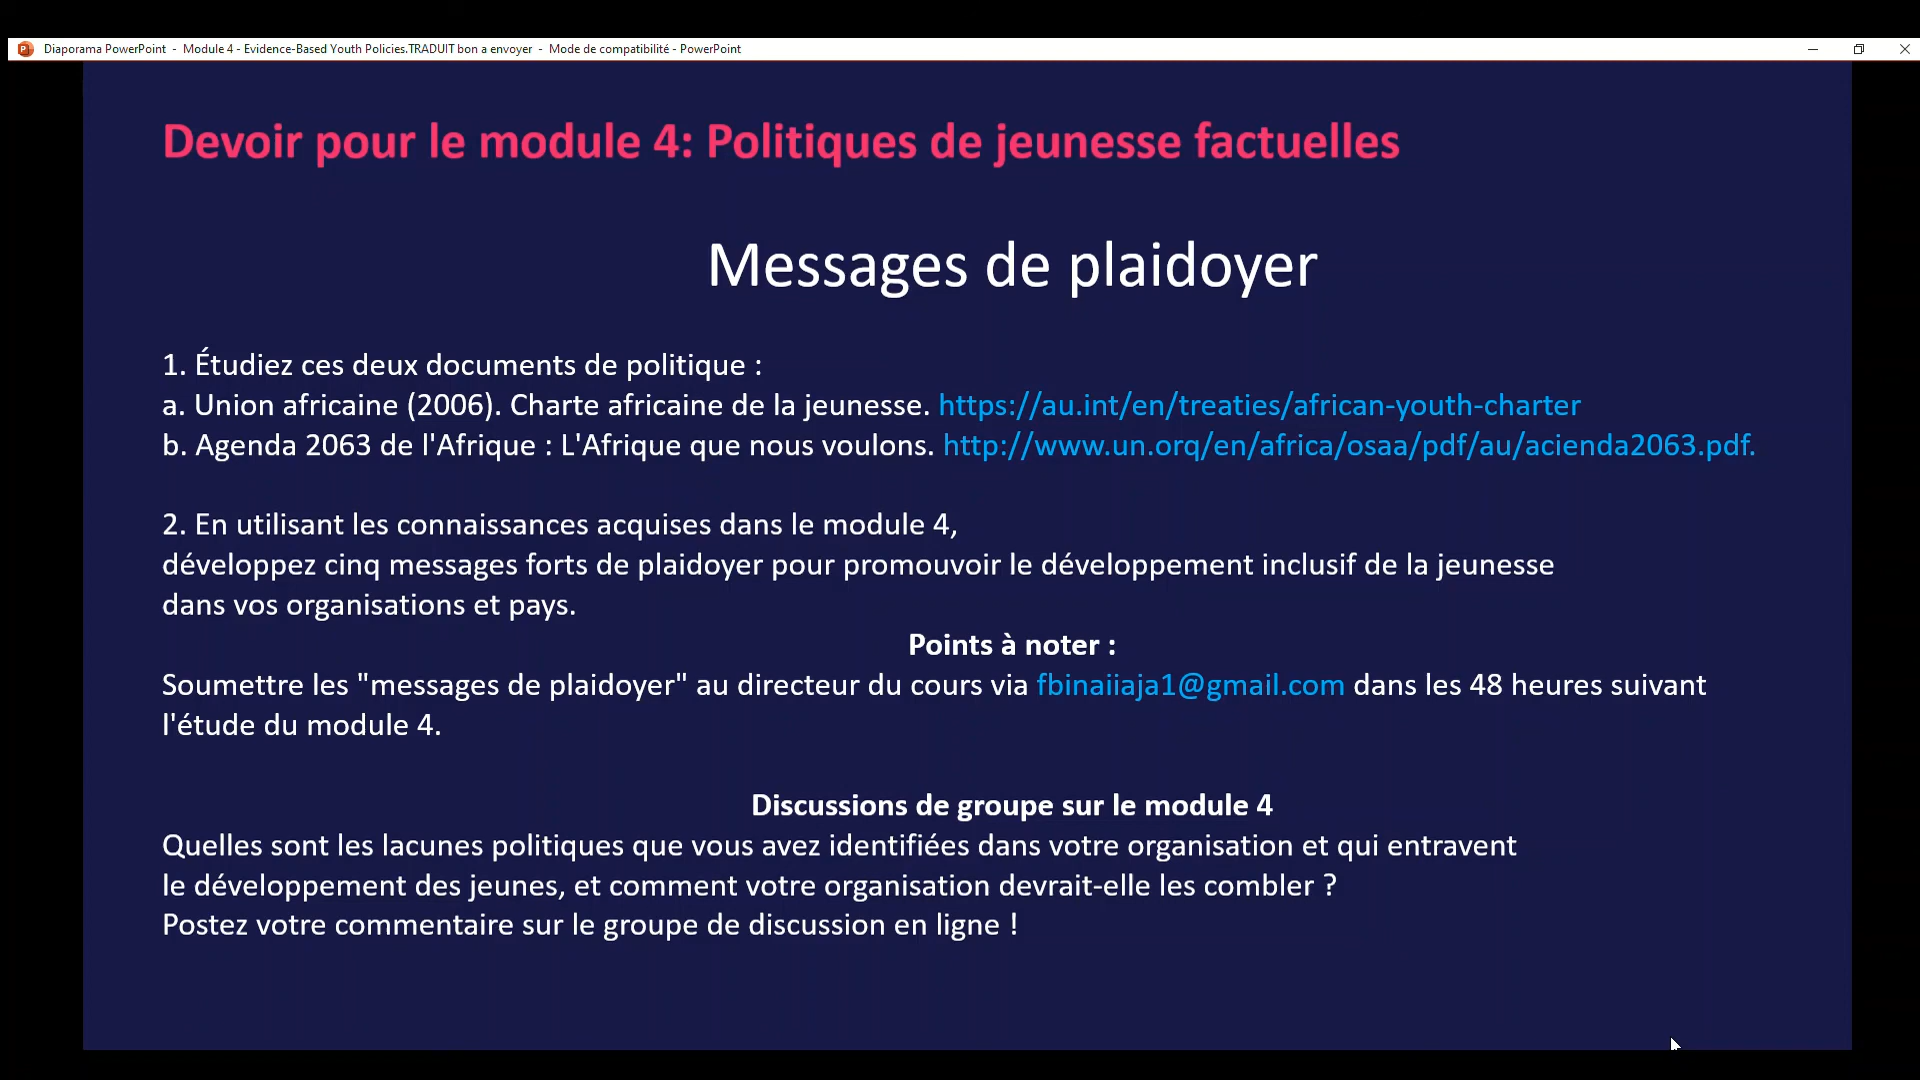 Diaporama PowerPoint - Module 4 - Evidence-Based Youth Policies.TRADUIT bon a envoyer - Mode de compatibilité - PowerPoint
Devoir pour le module 4: Politiques de jeunesse factuelles
Messages de plaidoyer
1. Étudiez ces deux documents de politique :
a. Union africaine (2006). Charte africaine de la jeunesse. https://au.int/en/treaties/african-youth-charter
b. Agenda 2063 de l'Afrique : L'Afrique que nous voulons. http://www.un.orq/en/africa/osaa/pdf/au/acienda2063.pdf.
2. En utilisant les connaissances acquises dans le module 4,
développez cinq messages forts de plaidoyer pour promouvoir le développement inclusif de la jeunesse
dans vos organisations et pays.
Points à noter :
Soumettre les "messages de plaidoyer" au directeur du cours via fbinaiiaja1@gmail.com dans les 48 heures suivant
l'étude du module 4.
Discussions de groupe sur le module 4
Quelles sont les lacunes politiques que vous avez identifiées dans votre organisation et qui entravent
le développement des jeunes, et comment votre organisation devrait-elle les combler ?
Postez votre commentaire sur le groupe de discussion en ligne !